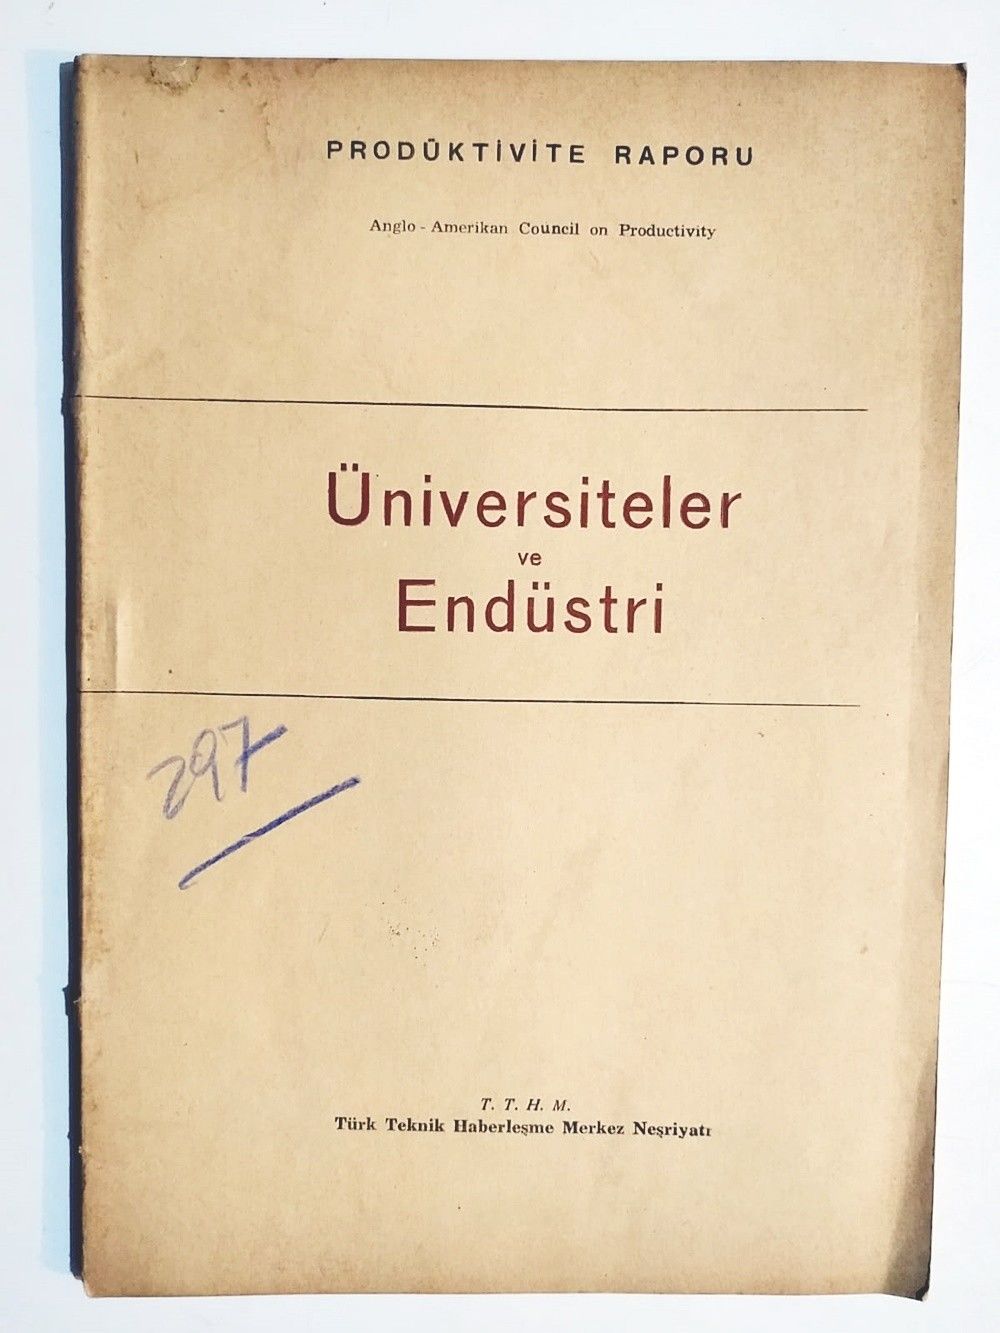 PRODÜKTİVİTE RAPORU
Anglo - Amerikan Council on Productivity
Üniversiteler
ve
Endüstri
297
T. T. H. M.
Türk Teknik Haberleşme Merkez Neşriyatı